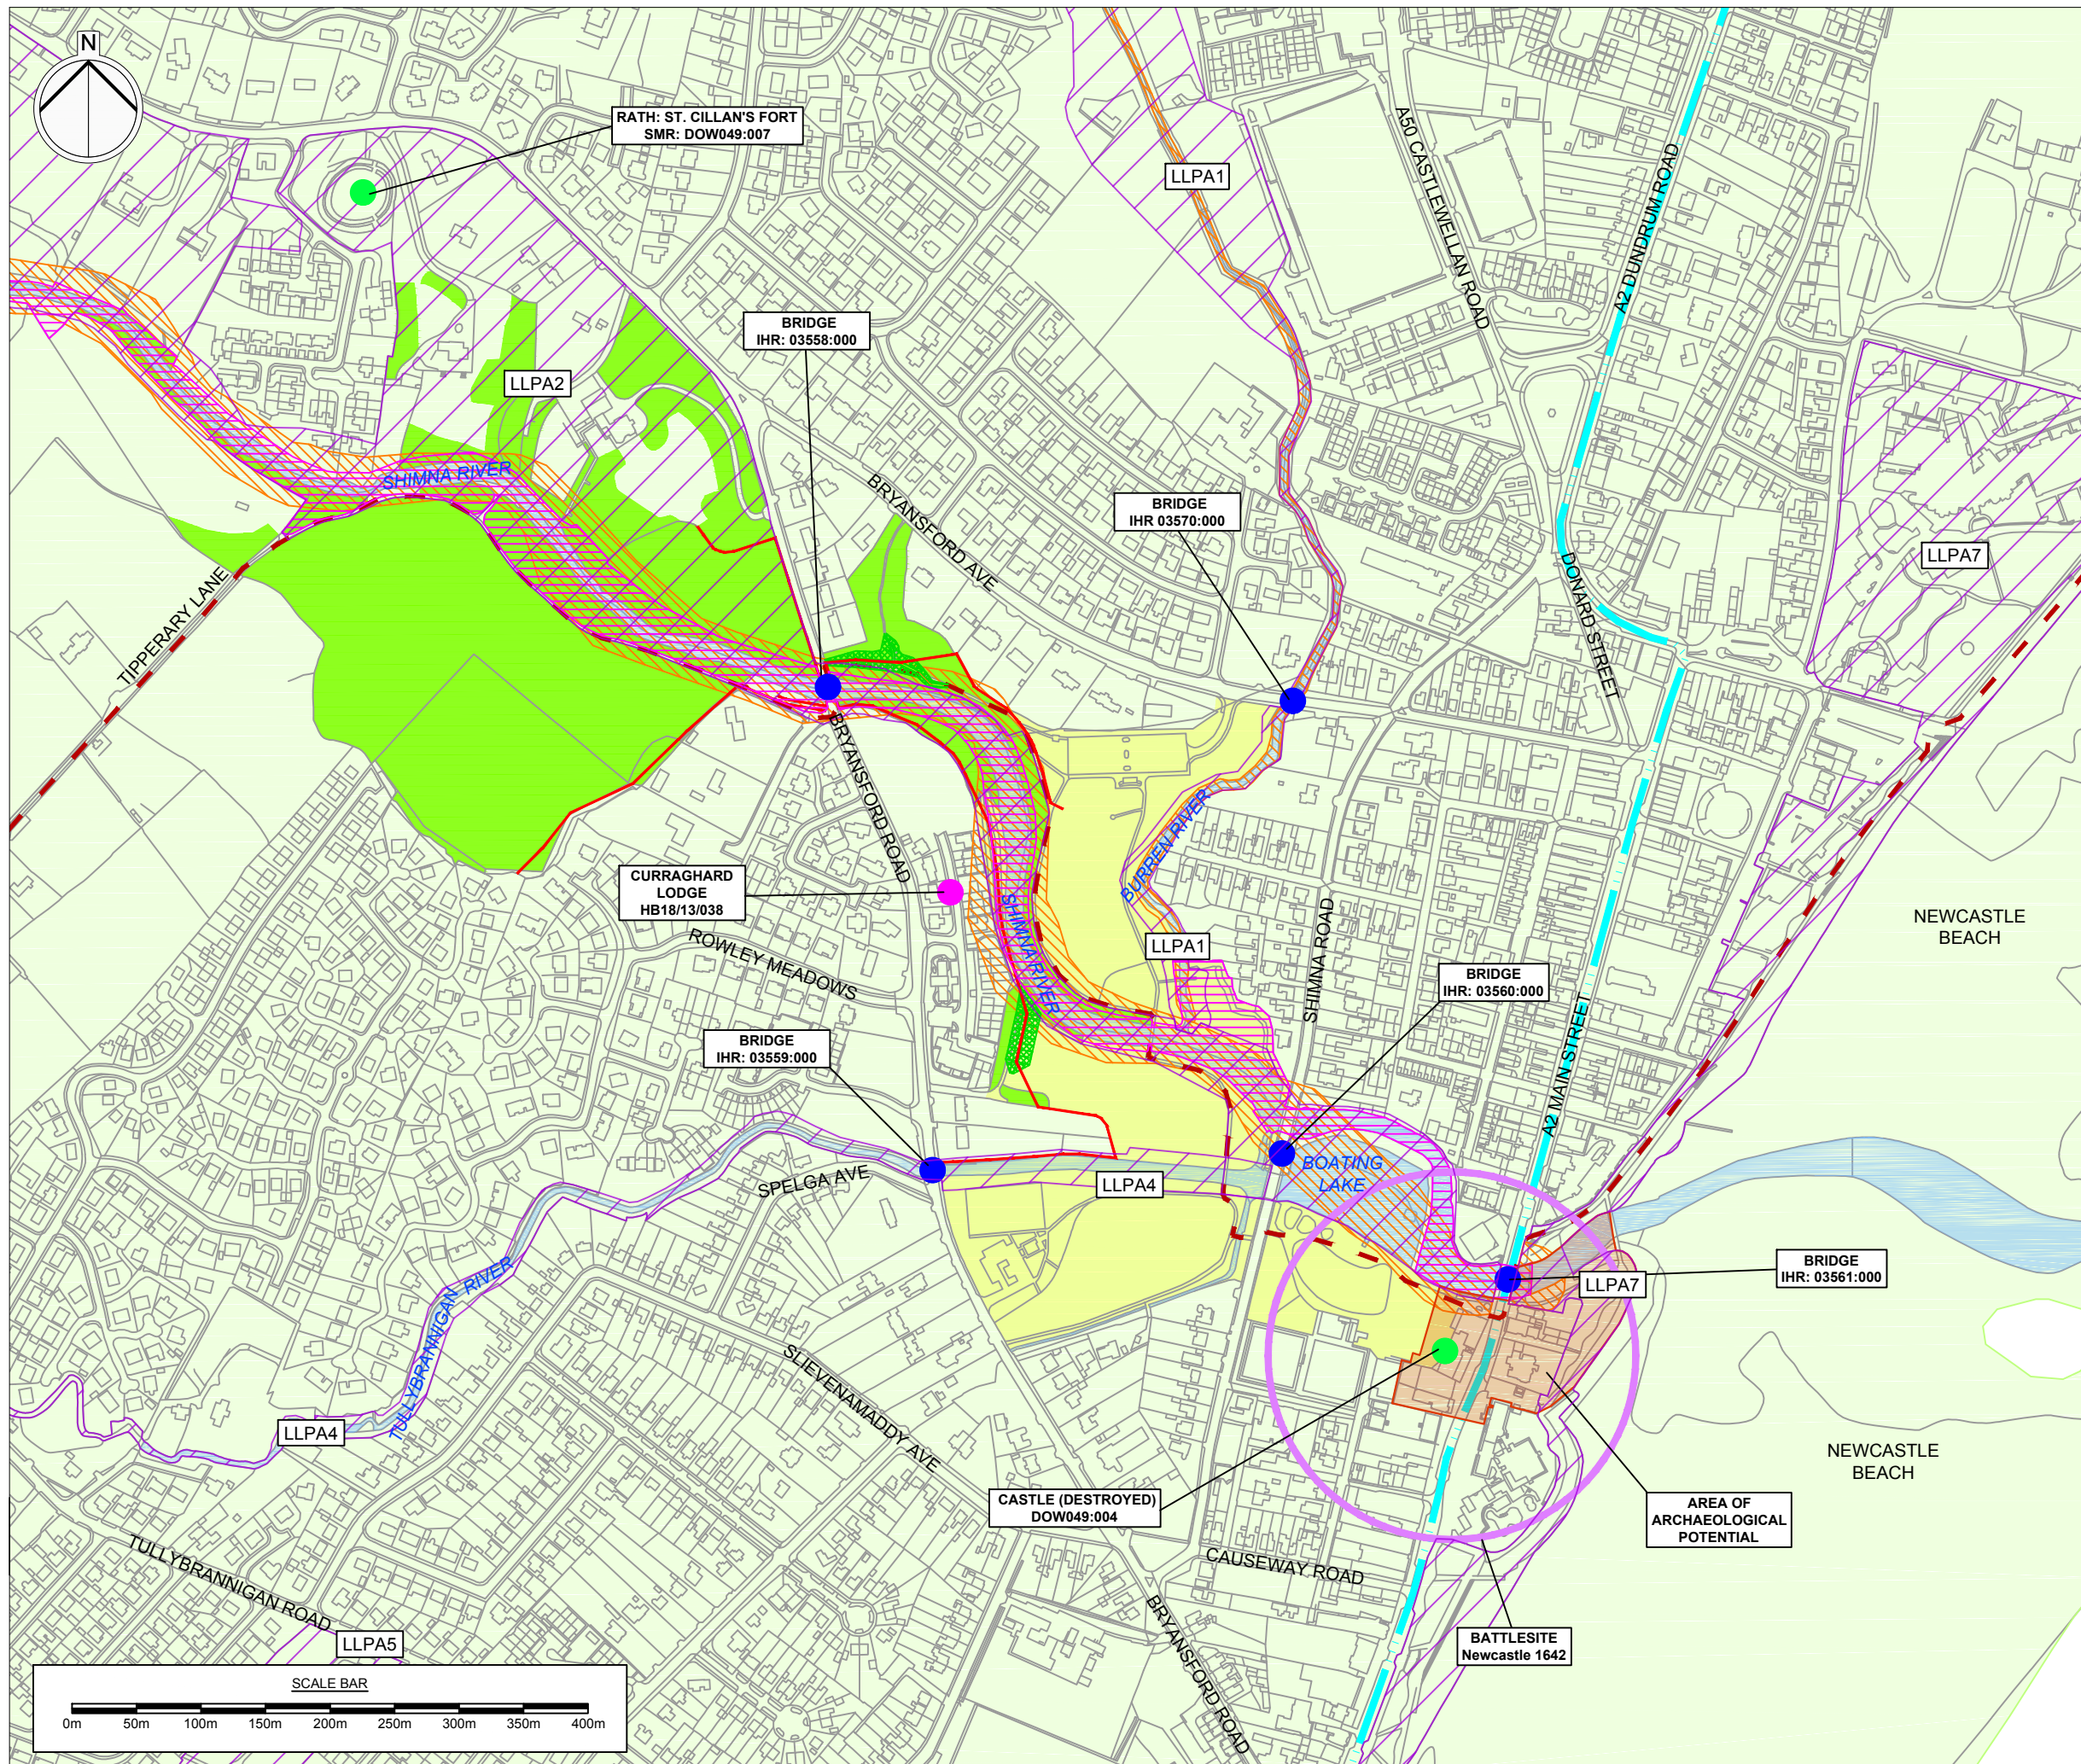 N
RATH: ST. CILLAN'S FORT
SMR: DOW049:007
LLPA1
A50 CASTLEWELLAN ROAD
A2 DUNDRUM ROAD
BRIDGE
IHR: 03558:000
LLPA2
SHIMNA RIVER
BRYANSFORD AVE
BRIDGE
IHR 03570:000
LLPA7
DONARD STREET
TIPPERARY LANE
BRYANSFORD ROAD
BURREN RIVER
CURRAGHARD
LODGE
HB18/13/038
SHIMNA RIVER
ROWLEY MEADOWS
LLPA1
SHIMNA ROAD
NEWCASTLE
BEACH
BRIDGE
IHR: 03560:000
BRIDGE
IHR: 03559:000
A2 MAIN STREET
SPELGA AVE
LLPA4
BOATING
LAKE
BRIDGE
IHR: 03561:000
LLPA7
TULLYBRANNIGAN RIVER
LLPA4
SLIEVENAMADDY AVE
NEWCASTLE
BEACH
CASTLE (DESTROYED)
DOW049:004
AREA OF
ARCHAEOLOGICAL
POTENTIAL
CAUSEWAY ROAD
TULLYBRANNIGAN ROAD
BRYANSFORD ROAD
LLPA5
BATTLESITE
Newcastle 1642
SCALE BAR
0m 50m 100m 150m 200m 250m 300m 350m 400m